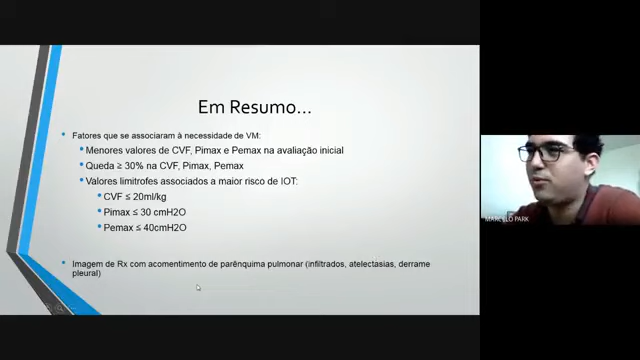 Em Resumo...
Fatores que se associaram à necessidade de VM:
Menores valores de CVF, Pimax e Pemax na avaliação inicial
Queda ≥ 30% na CVF, Pimax, Pemax
Valores limítrofes associados a maior risco de IOT:
CVF ≤ 20ml/kg
Pimax ≤ 30 cmH2O
Pemax ≤ 40cmH2O
Imagem de Rx com acomentimento de parênquima pulmonar (infiltrados, atelectasias, derrame
pleural)
MARCELO PARK